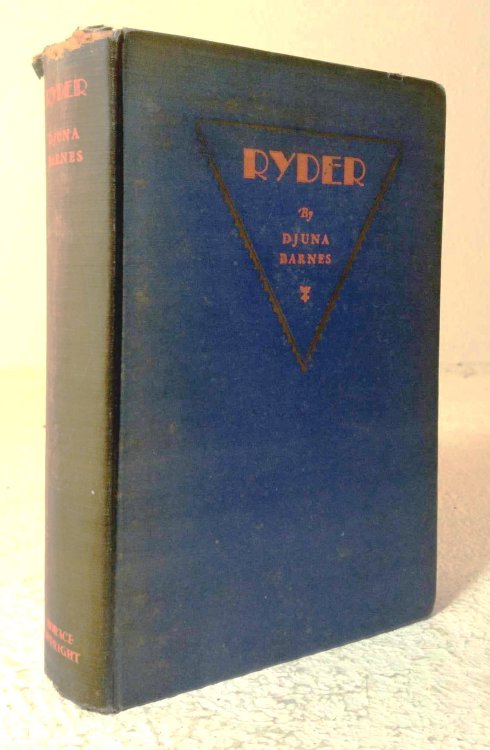 RYDER
DJUNA
BARNES
RYDER
By
DJUNA
BARNES
HORACE
LIVERIGHT